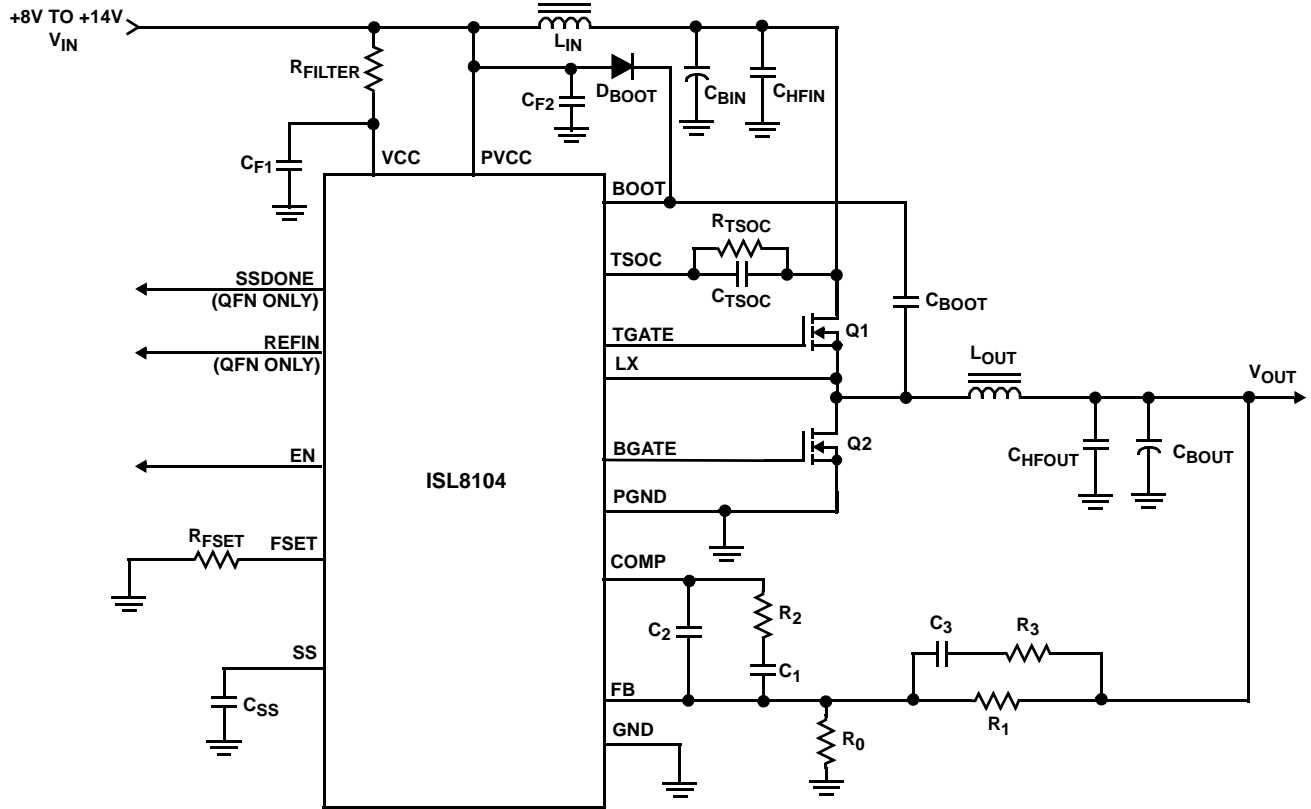 +8V TO +14V
VIN
LIN
RFILTER
CF2
DBOOT
CBIN
CHFIN
CF1
VCC
PVCC
BOOT
RTSOC
TSOC
CTSOC
SSDONE
(QFN ONLY)
CBOOT
TGATE
Q1
REFIN
(QFN ONLY)
LX
LOUT
VOUT
BGATE
Q2
CHFOUT
CBOUT
EN
ISL8104
PGND
RFSET
FSET
COMP
C2
R2
C3
R3
SS
C1
FB
CSS
R1
GND
R0